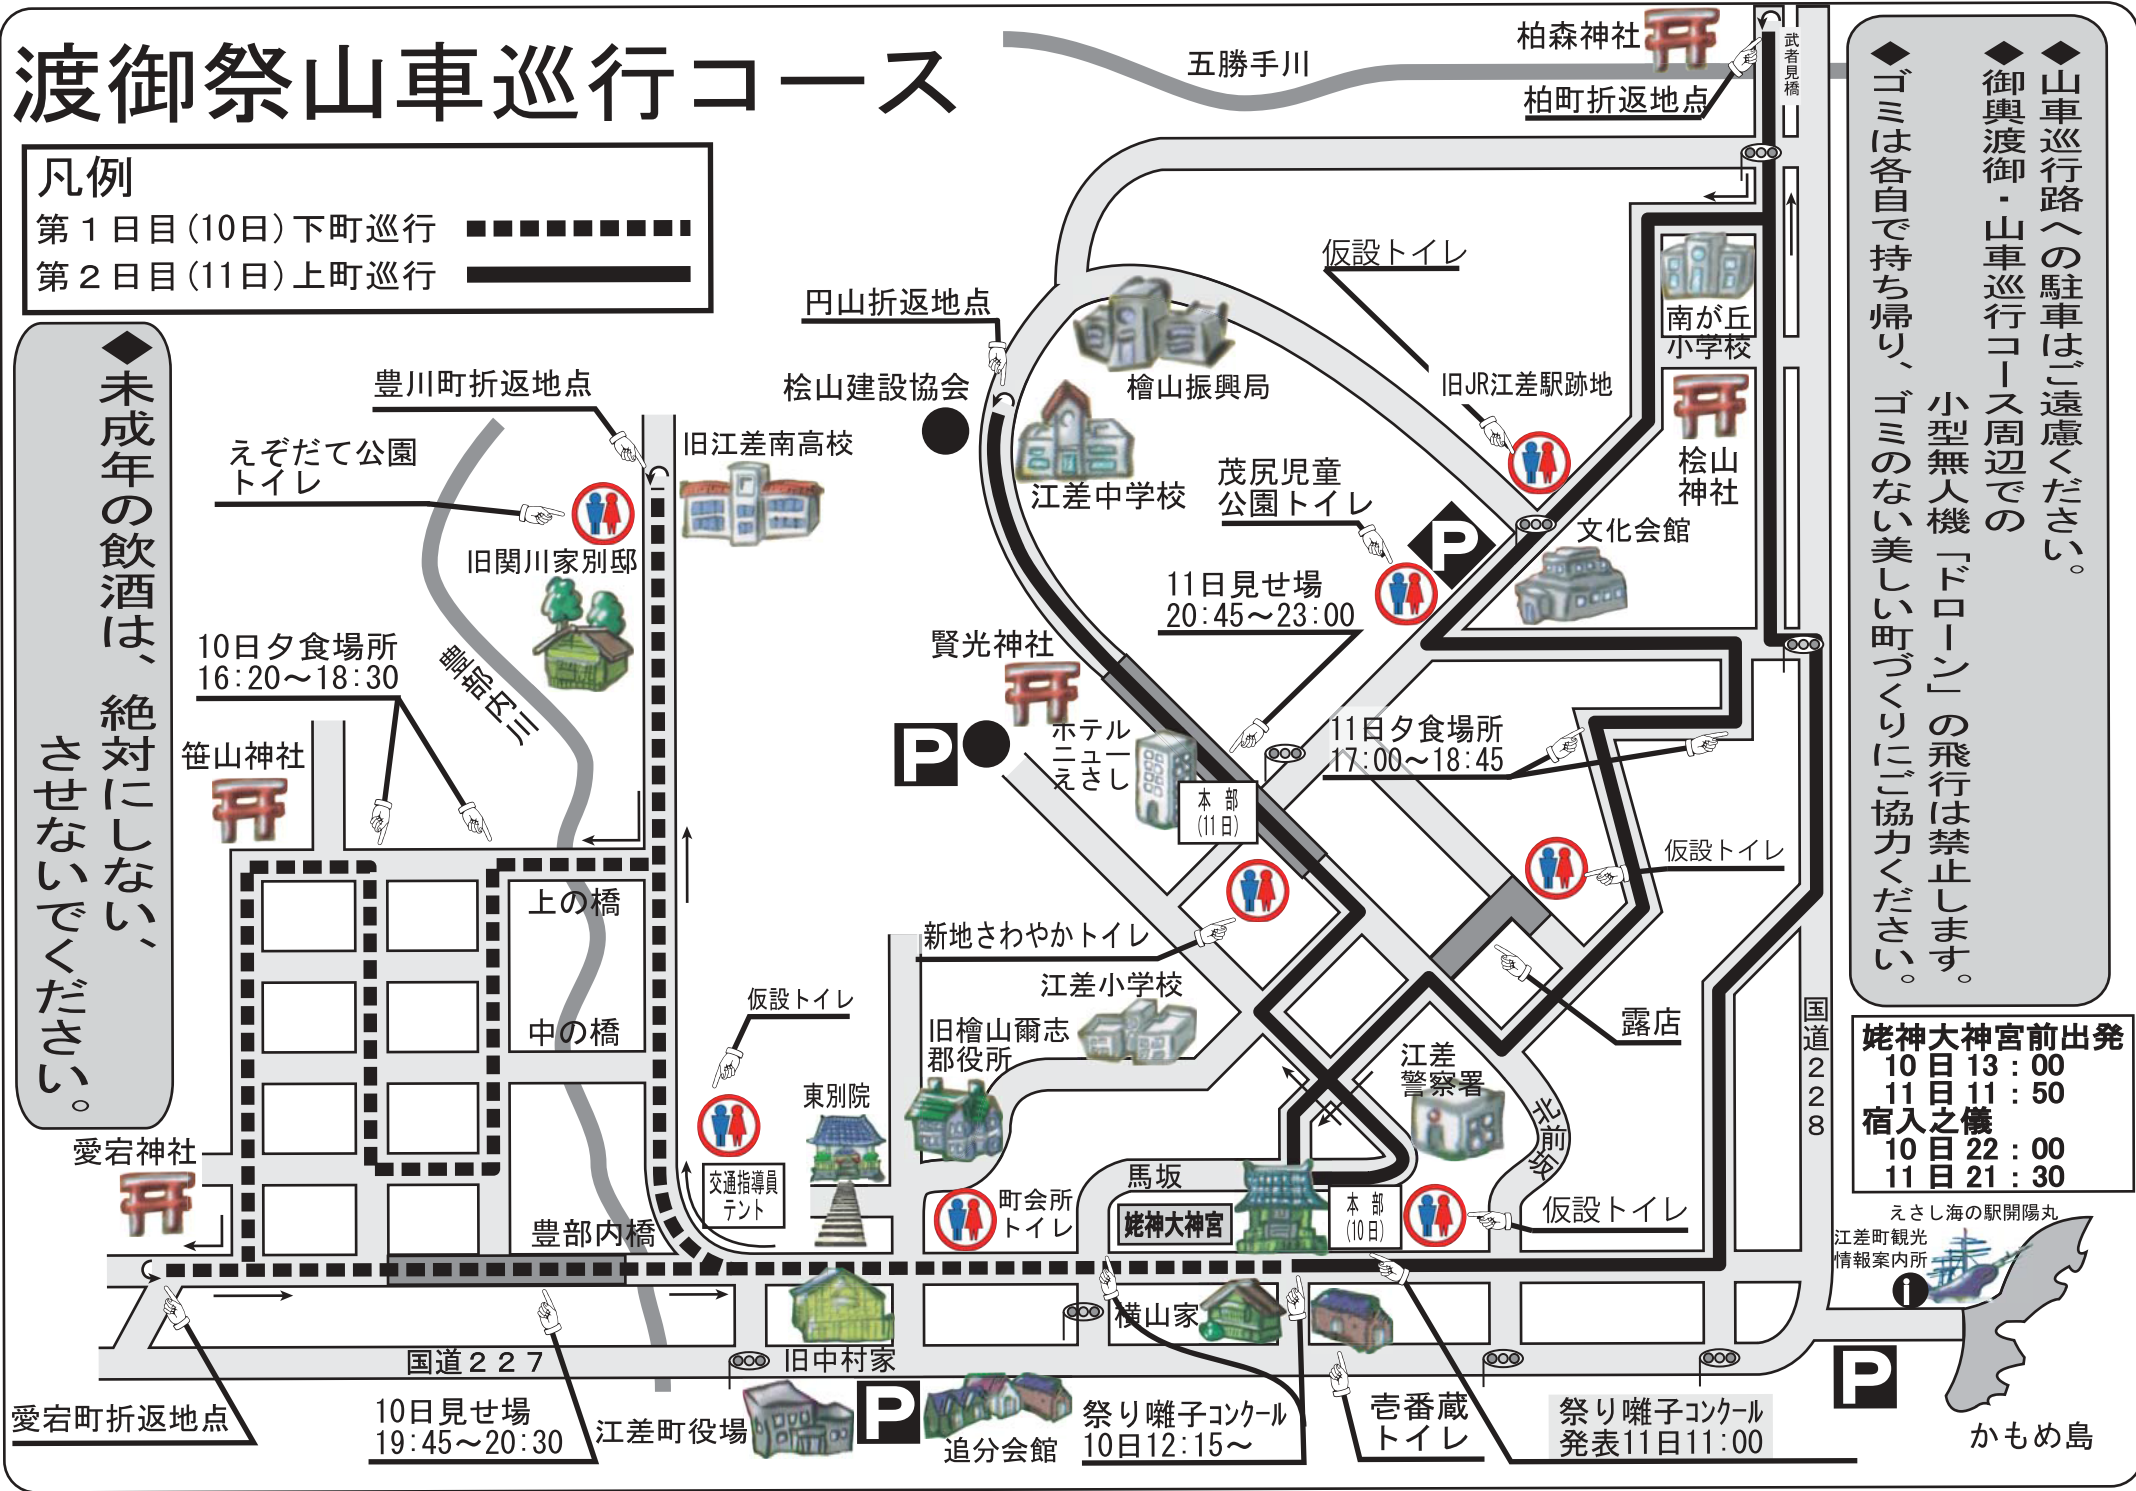 渡御祭山車巡行コース
凡例
第１日目(10日)下町巡行
第２日目(11日)上町巡行
◆山車巡行路への駐車はご遠慮ください。
◆御輿渡御・山車巡行コース周辺での
小型無人機「ドローン」の飛行は禁止します。
◆ゴミは各自で持ち帰り、ゴミのない美しい町づくりにご協力ください。
◆未成年の飲酒は、絶対にしない、
させないでください。
五勝手川
柏森神社
武者見橋
柏町折返地点
仮設トイレ
南が丘
小学校
円山折返地点
檜山振興局
桧山建設協会
旧JR江差駅跡地
豊川町折返地点
旧江差南高校
江差中学校
茂尻児童
公園トイレ
桧山
神社
えぞだて公園
トイレ
P
文化会館
旧関川家別邸
11日見せ場
20:45～23:00
賢光神社
10日夕食場所
16:20～18:30
豊部内川
P
ホテル
ニュー
えさし
11日夕食場所
17:00～18:45
笹山神社
本部
(11日)
仮設トイレ
上の橋
新地さわやかトイレ
江差小学校
仮設トイレ
中の橋
旧檜山爾志
郡役所
露店
国道２２８
江差
警察署
東別院
北前坂
姥神大神宮前出発
10日13：00
11日11：50
宿入之儀
10日22：00
11日21：30
愛宕神社
交通指導員
テント
馬坂
町会所
トイレ
姥神大神宮
本部
(10日)
仮設トイレ
豊部内橋
えさし海の駅開陽丸
江差町観光
情報案内所
i
横山家
国道２２７
旧中村家
P
愛宕町折返地点
10日見せ場
19:45～20:30
江差町役場
P
追分会館
祭り囃子ｺﾝｸｰﾙ
10日12:15～
壱番蔵
トイレ
祭り囃子ｺﾝｸｰﾙ
発表11日11:00
かもめ島